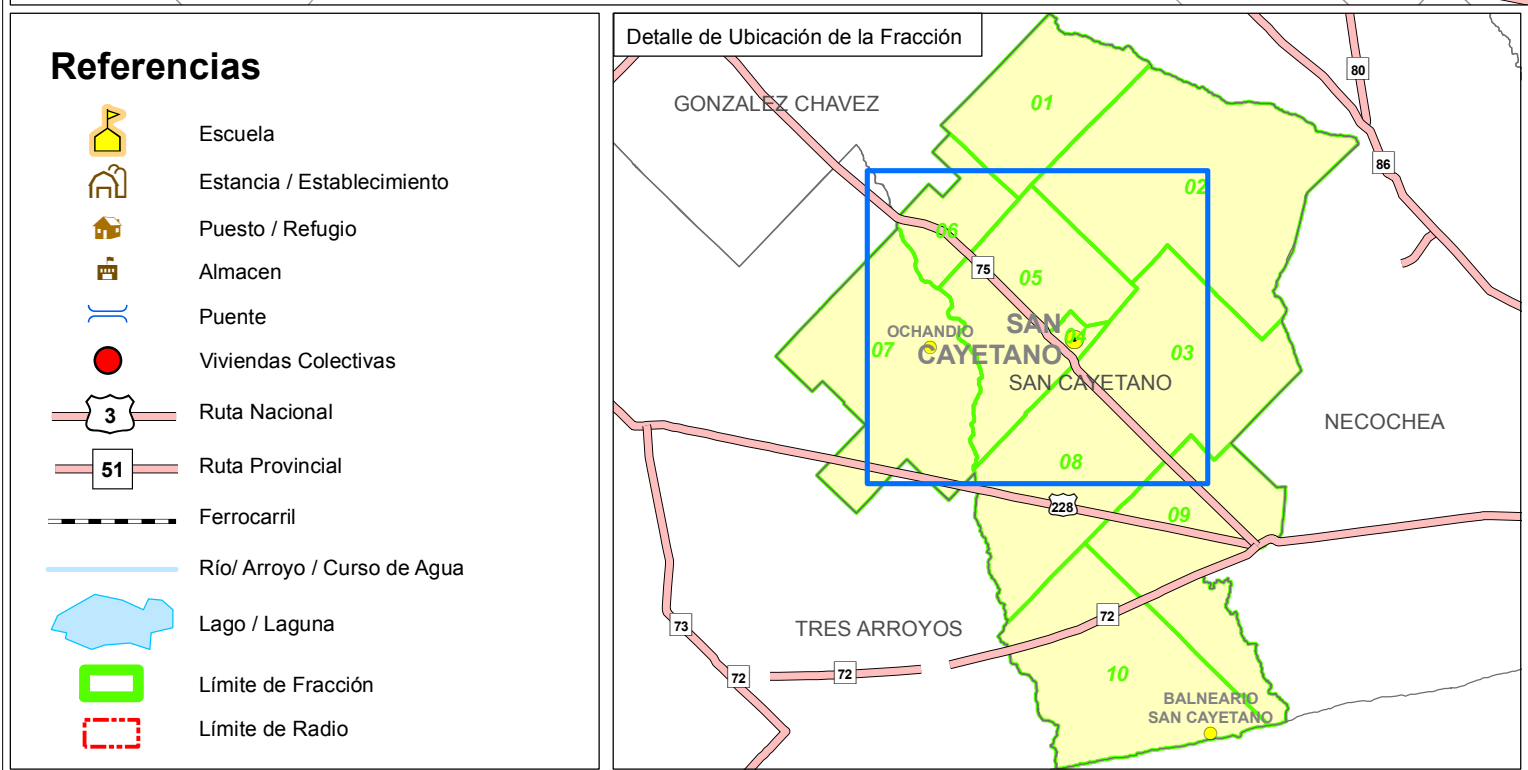 Referencias
Escuela
Estancia / Establecimiento
Puesto / Refugio
Almacen
Puente
Viviendas Colectivas
3 Ruta Nacional
51 Ruta Provincial
Ferrocarril
Río/ Arroyo / Curso de Agua
Lago / Laguna
Límite de Fracción
Límite de Radio
Detalle de Ubicación de la Fracción
GONZALEZ CHAVEZ
01
80
86
02
06
75
05
OCHANDIO
07
SAN
CAYETANO
04
03
SAN CAYETANO
NECOCHEA
08
228
09
73
TRES ARROYOS
72
72
72
10
BALNEARIO
SAN CAYETANO